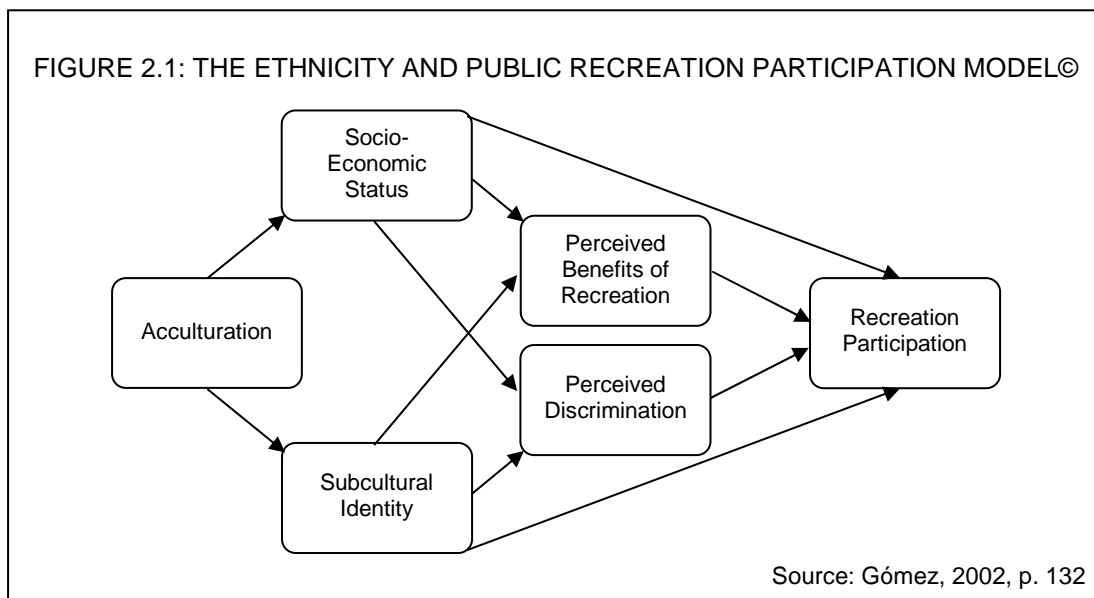 FIGURE 2.1: THE ETHNICITY AND PUBLIC RECREATION PARTICIPATION MODEL©
Socio-
Economic
Status
Perceived
Benefits of
Recreation
Acculturation
Recreation
Participation
Perceived
Discrimination
Subcultural
Identity
Source: Gómez, 2002, p. 132